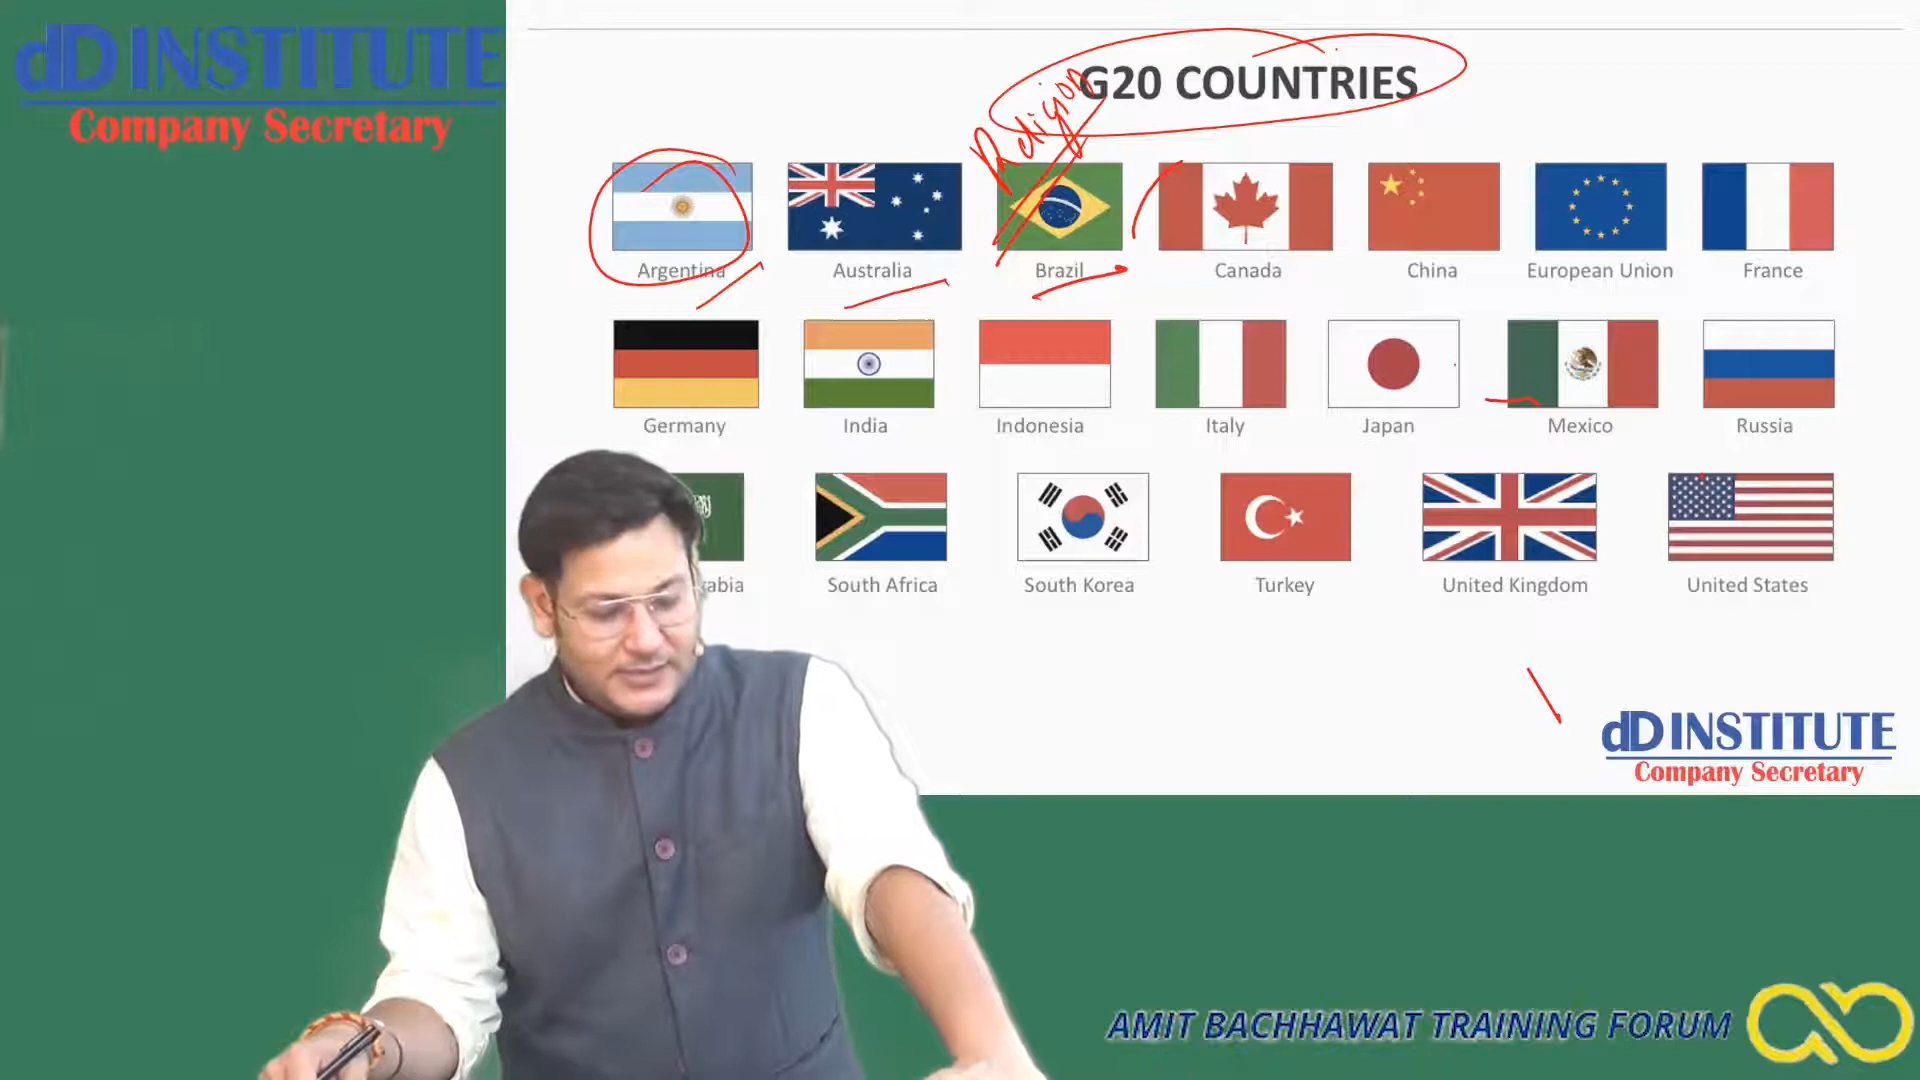 dD INSTITUTE
Company Secretary
G20 COUNTRIES
Religion
Argentina
Australia
Brazil
Canada
China
European Union
France
Germany
India
Indonesia
Italy
Japan
Mexico
Russia
South Africa
South Korea
Turkey
United Kingdom
United States
dD INSTITUTE
Company Secretary
AMIT BACHHAWAT TRAINING FORUM